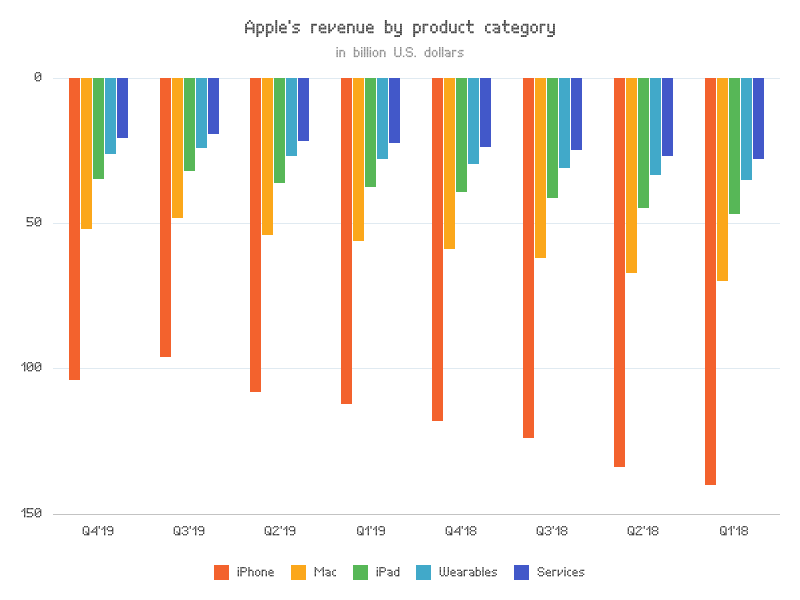 Apple's revenue by product category
in billion U.S. dollars
0
50
100
150
Q4'19 Q3'19 Q2'19 Q1'19 Q4'18 Q3'18 Q2'18 Q1'18
iPhone Mac iPad Wearables Services